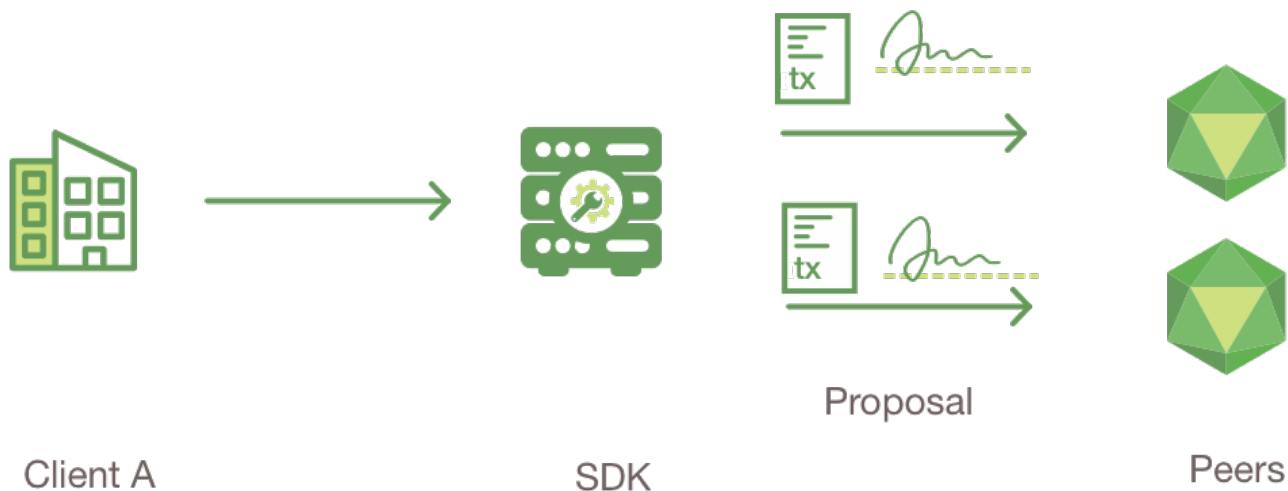 tx
tx
Proposal
Client A
SDK
Peers